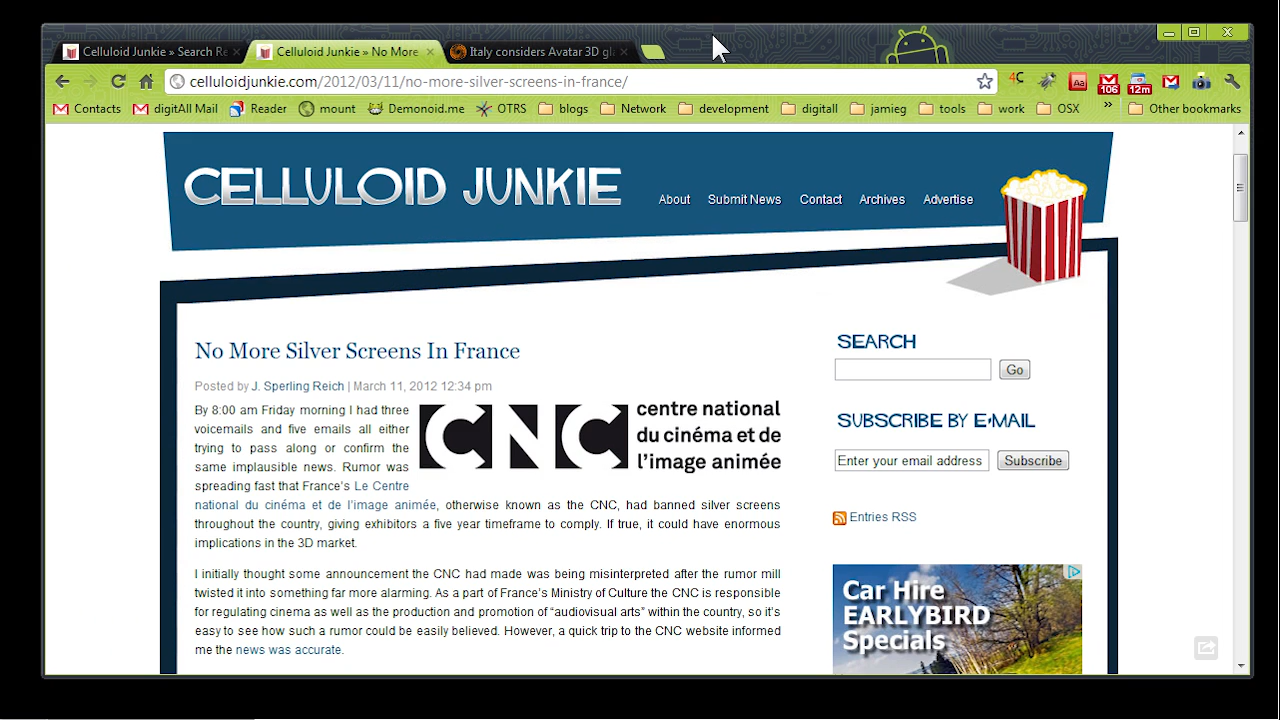 Celluloid Junkie » Search Re
Celluloid Junkie » No More
Italy considers Avatar 3D gl
celluloidjunkie.com/2012/03/11/no-more-silver-screens-in-france/
4C
Aa
106
12m
Contacts
digitAll Mail
Reader
mount
Demonoid.me
OTRS
blogs
Network
development
digitall
jamieg
tools
work
OSX
»
Other bookmarks
CELLULOID JUNKIE
About
Submit News
Contact
Archives
Advertise
No More Silver Screens In France
Posted by J. Sperling Reich | March 11, 2012 12:34 pm
By 8:00 am Friday morning I had three
voicemails and five emails all either
trying to pass along or confirm the
same implausible news. Rumor was
spreading fast that France's Le Centre
national du cinéma et de l'image animée, otherwise known as the CNC, had banned silver screens
throughout the country, giving exhibitors a five year timeframe to comply. If true, it could have enormous
implications in the 3D market.
CNC
centre national
du cinéma et de
l'image animée
I initially thought some announcement the CNC had made was being misinterpreted after the rumor mill
twisted it into something far more alarming. As a part of France's Ministry of Culture the CNC is responsible
for regulating cinema as well as the production and promotion of "audiovisual arts" within the country, so it's
easy to see how such a rumor could be easily believed. However, a quick trip to the CNC website informed
me the news was accurate.
SEARCH
Go
SUBSCRIBE BY E-MAIL
Enter your email address
Subscribe
Entries RSS
Car Hire
EARLYBIRD
Specials